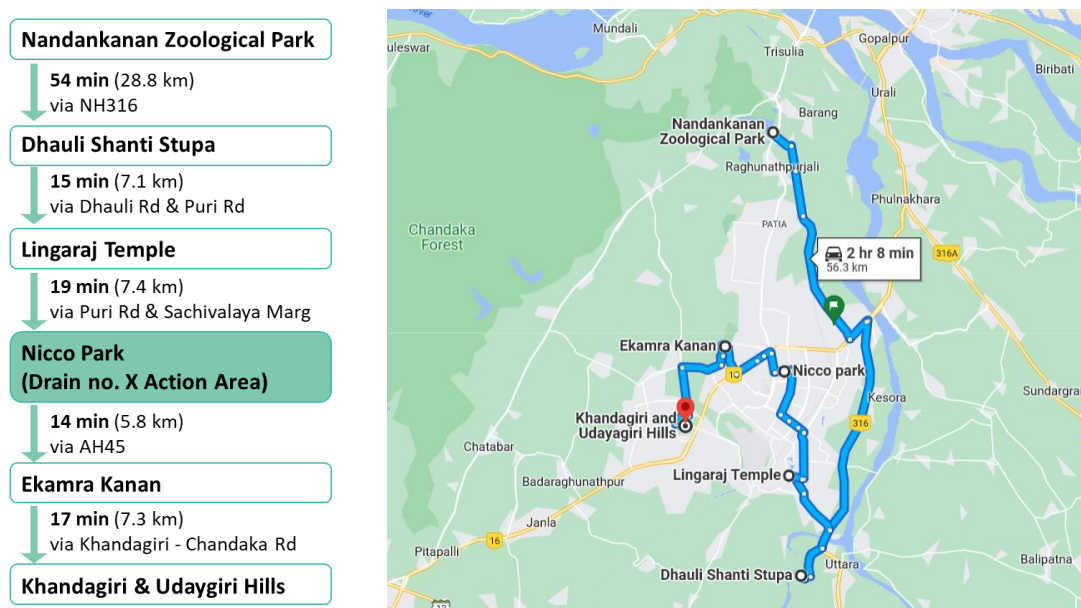 Nandankanan Zoological Park
54 min (28.8 km)
via NH316
Dhauli Shanti Stupa
15 min (7.1 km)
via Dhauli Rd & Puri Rd
Lingaraj Temple
19 min (7.4 km)
via Puri Rd & Sachivalaya Marg
Nicco Park
(Drain no. X Action Area)
14 min (5.8 km)
via AH45
Ekamra Kanan
17 min (7.3 km)
via Khandagiri - Chandaka Rd
Khandagiri & Udaygiri Hills
uleswar
Mundali
Trisulia
Gopalpur
Biribati
Urali
Barang
Nandankanan
Zoological Park
Raghunathpurjali
Phulnakhara
PATIA
Chandaka
Forest
Sundargra
2 hr 8 min
56.3 km
316A
Ekamra Kanan
Nicco park
Kesora
Khandagiri and
Udayagiri Hills
316
Chatabar
Lingaraj Temple
Badaraghunathpur
Janla
16
Pitapalli
Dhauli Shanti Stupa
Uttara
Balipatna